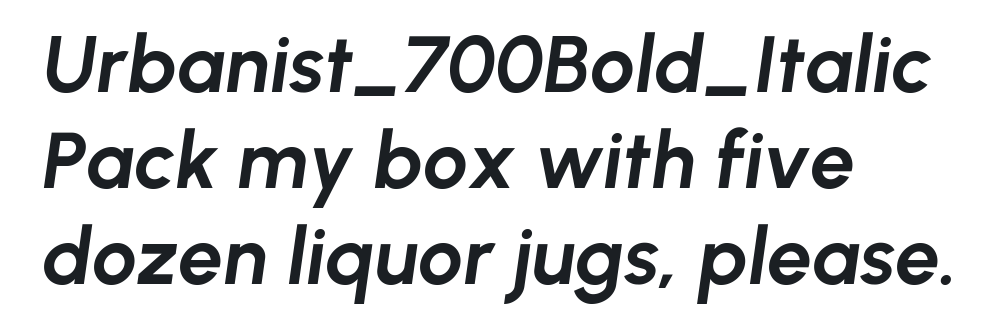 Urbanist_700Bold_Italic
Pack my box with five
dozen liquor jugs, please.